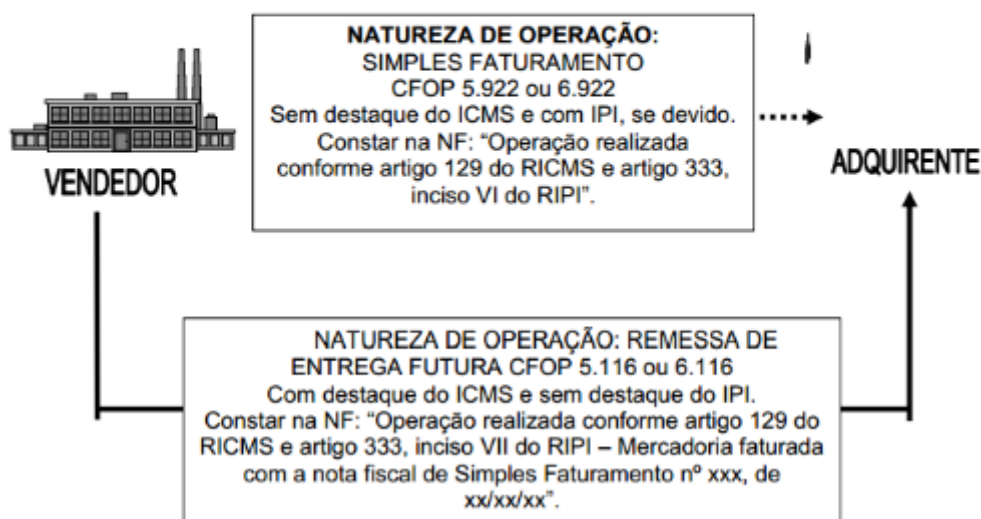 NATUREZA DE OPERAÇÃO:
SIMPLES FATURAMENTO
CFOP 5.922 ou 6.922
Sem destaque do ICMS e com IPI, se devido.
Constar na NF: “Operação realizada
conforme artigo 129 do RICMS e artigo 333,
inciso VI do RIPI”.
VENDEDOR
ADQUIRENTE
NATUREZA DE OPERAÇÃO: REMESSA DE
ENTREGA FUTURA CFOP 5.116 ou 6.116
Com destaque do ICMS e sem destaque do IPI.
Constar na NF: “Operação realizada conforme artigo 129 do
RICMS e artigo 333, inciso VII do RIPI – Mercadoria faturada
com a nota fiscal de Simples Faturamento nº xxx, de
xx/xx/xx”.